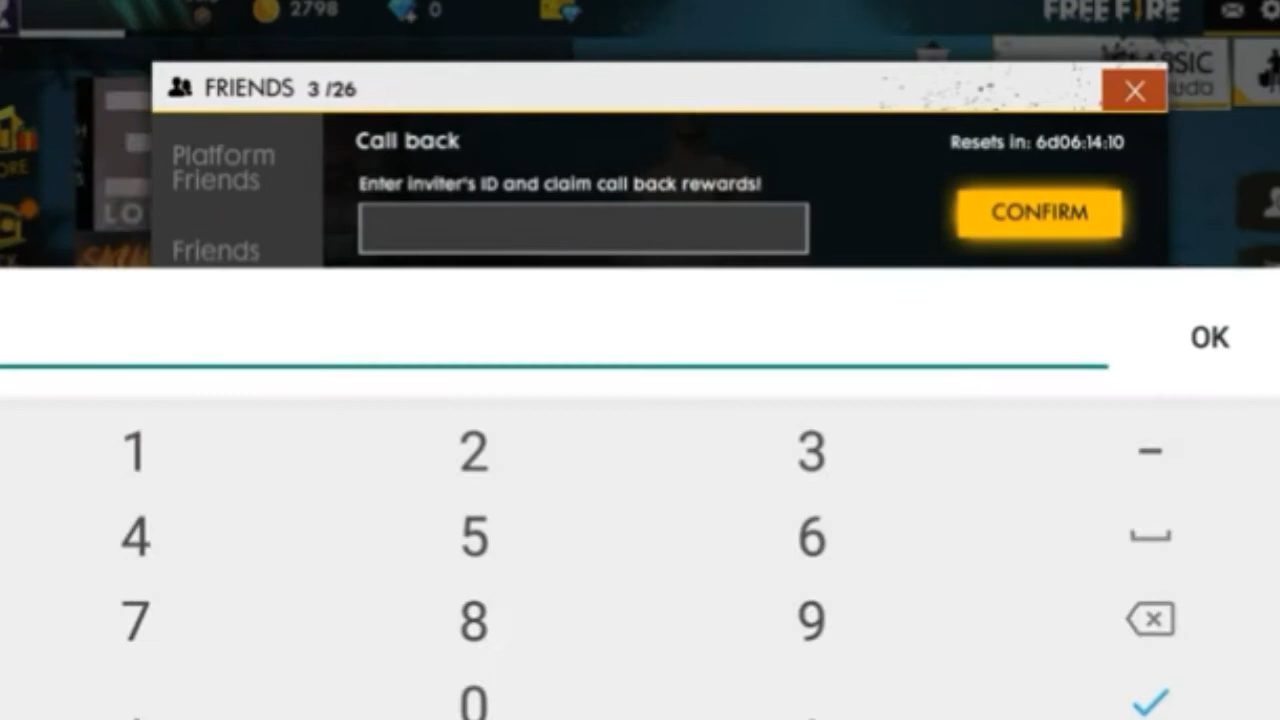 2798
0
FREE FIRE
FRIENDS 3 /26
Call back
Resets in: 6d06:14:10
Platform
Friends
Enter inviter's ID and claim call back rewards!
CONFIRM
Friends
OK
1 2 3 -
4 5 6
7 8 9
0